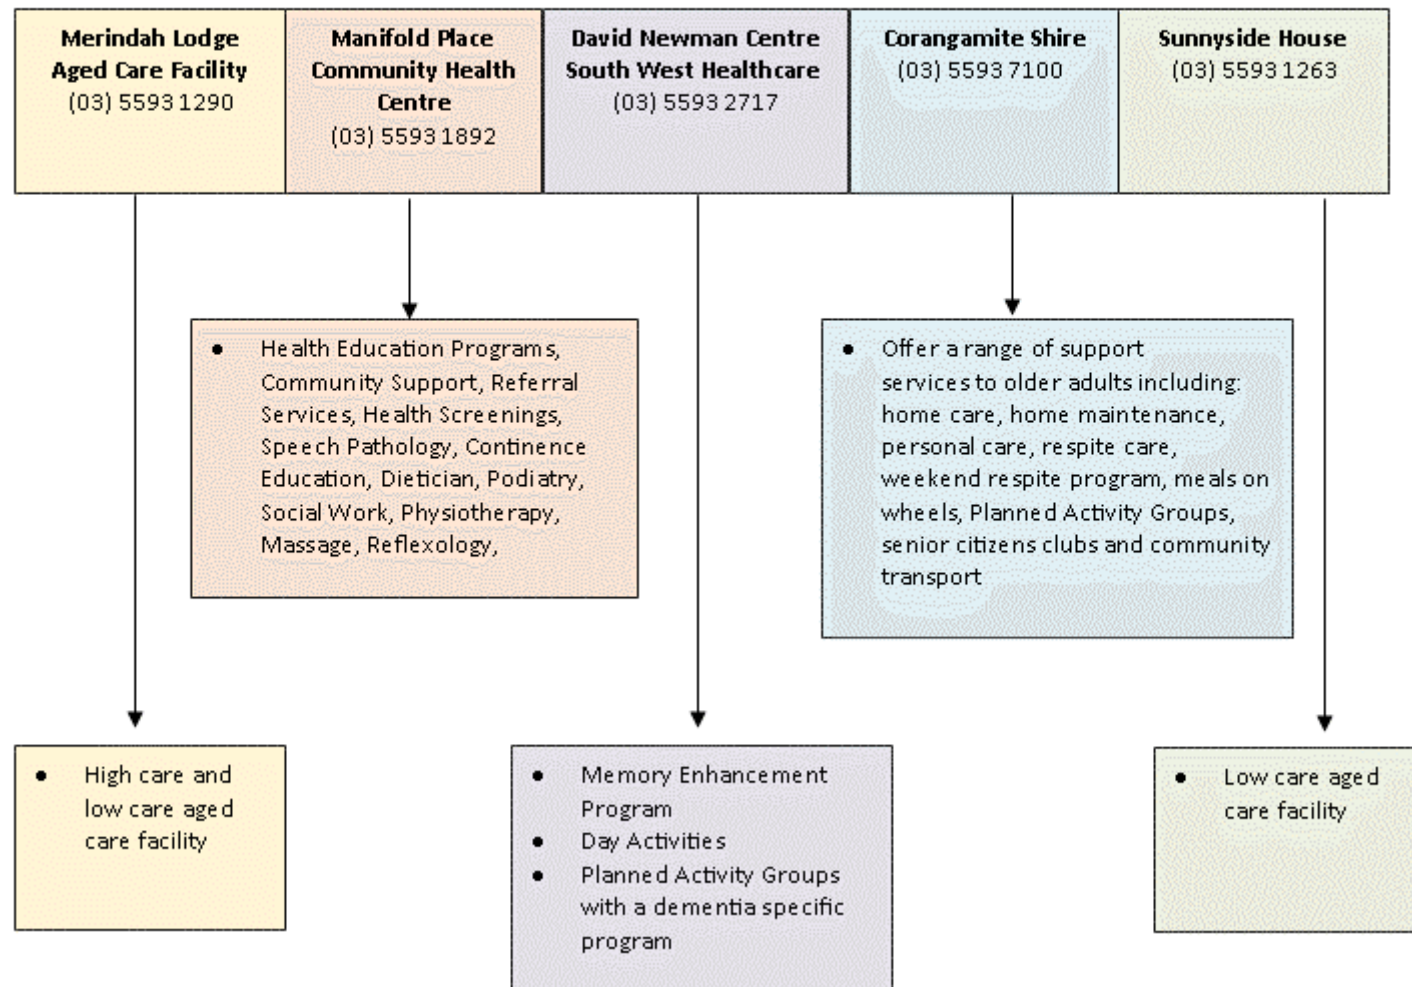 Merindah Lodge
Aged Care Facility
(03) 5593 1290
Manifold Place
Community Health
Centre
(03) 5593 1892
David Newman Centre
South West Healthcare
(03) 5593 2717
Corangamite Shire
(03) 5593 7100
Sunnyside House
(03) 5593 1263
● Health Education Programs,
Community Support, Referral
Services, Health Screenings,
Speech Pathology, Continence
Education, Dietician, Podiatry,
Social Work, Physiotherapy,
Massage, Reflexology,
● Offer a range of support
services to older adults including:
home care, home maintenance,
personal care, respite care,
weekend respite program, meals on
wheels, Planned Activity Groups,
senior citizens clubs and community
transport
● High care and
low care aged
care facility
● Memory Enhancement
Program
● Day Activities
● Planned Activity Groups
with a dementia specific
program
● Low care aged
care facility